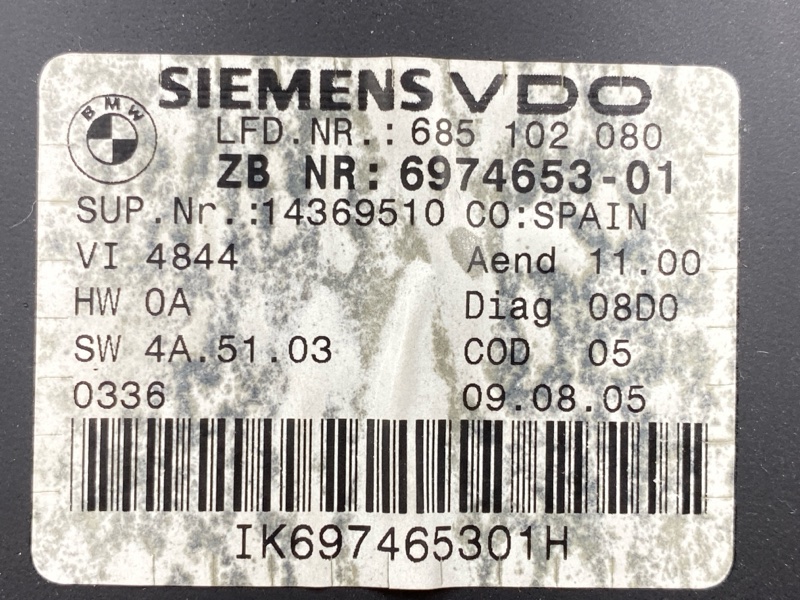 SIEMENS VDO
BMW
LFD.NR.: 685 102 080
ZB NR: 6974653-01
SUP.Nr.:14369510 CO:SPAIN
VI 4844 Aend 11.00
HW 0A Diag 08D0
SW 4A.51.03 COD 05
0336 09.08.05
IK697465301H